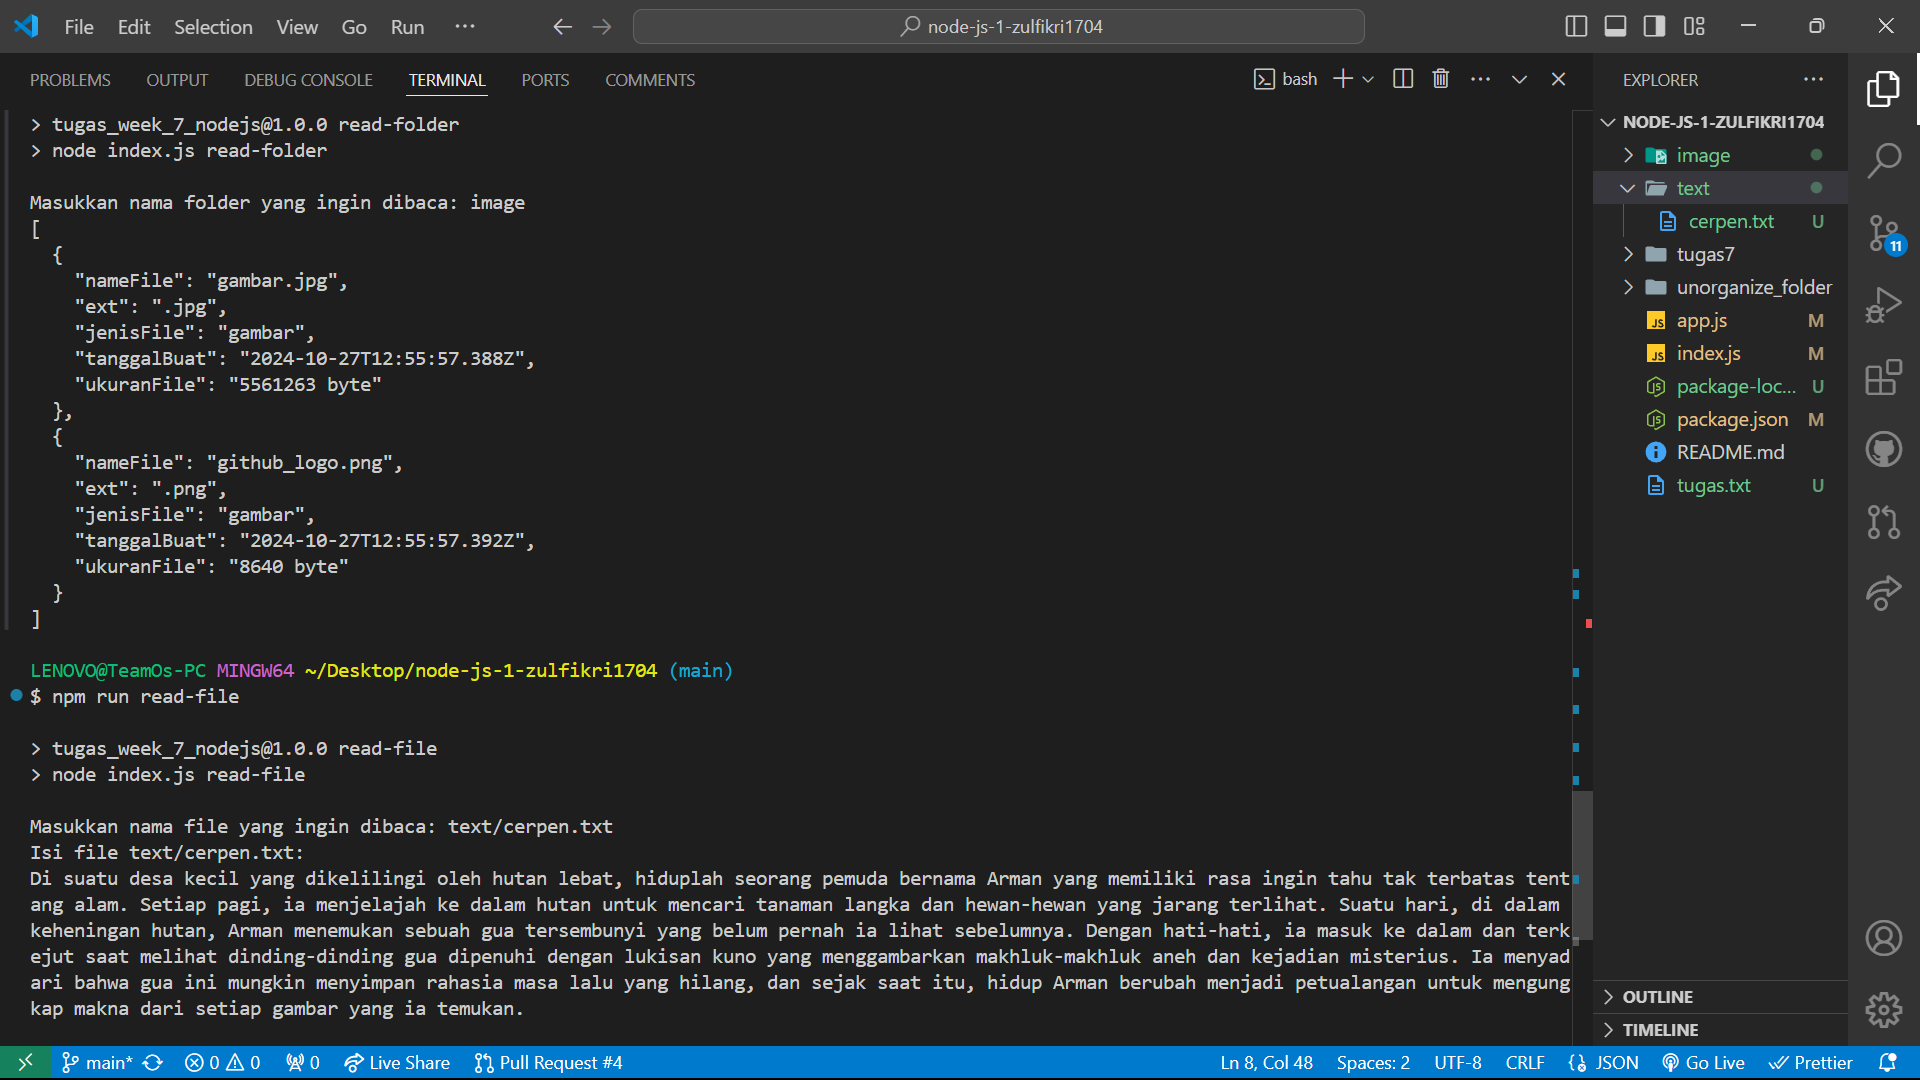 File Edit Selection View Go Run ···
node-js-1-zulfikri1704
PROBLEMS OUTPUT DEBUG CONSOLE TERMINAL PORTS COMMENTS
bash
> tugas_week_7_nodejs@1.0.0 read-folder
> node index.js read-folder
Masukkan nama folder yang ingin dibaca: image
[
{
"nameFile": "gambar.jpg",
"ext": ".jpg",
"jenisFile": "gambar",
"tanggalBuat": "2024-10-27T12:55:57.388Z",
"ukuranFile": "5561263 byte"
},
{
"nameFile": "github_logo.png",
"ext": ".png",
"jenisFile": "gambar",
"tanggalBuat": "2024-10-27T12:55:57.392Z",
"ukuranFile": "8640 byte"
}
]
LENOVO@TeamOs-PC MINGW64 ~/Desktop/node-js-1-zulfikri1704 (main)
$ npm run read-file
> tugas_week_7_nodejs@1.0.0 read-file
> node index.js read-file
Masukkan nama file yang ingin dibaca: text/cerpen.txt
Isi file text/cerpen.txt:
Di suatu desa kecil yang dikelilingi oleh hutan lebat, hiduplah seorang pemuda bernama Arman yang memiliki rasa ingin tahu tak terbatas tent
ang alam. Setiap pagi, ia menjelajah ke dalam hutan untuk mencari tanaman langka dan hewan-hewan yang jarang terlihat. Suatu hari, di dalam
keheningan hutan, Arman menemukan sebuah gua tersembunyi yang belum pernah ia lihat sebelumnya. Dengan hati-hati, ia masuk ke dalam dan terk
ejut saat melihat dinding-dinding gua dipenuhi dengan lukisan kuno yang menggambarkan makhluk-makhluk aneh dan kejadian misterius. Ia menyad
ari bahwa gua ini mungkin menyimpan rahasia masa lalu yang hilang, dan sejak saat itu, hidup Arman berubah menjadi petualangan untuk mengung
kap makna dari setiap gambar yang ia temukan.
EXPLORER
NODE-JS-1-ZULFIKRI1704
image
text
cerpen.txt U
tugas7
unorganize_folder
JS app.js M
JS index.js M
package-loc... U
package.json M
README.md
tugas.txt U
OUTLINE
TIMELINE
11
main* 0 0 0 Live Share Pull Request #4
Ln 8, Col 48 Spaces: 2 UTF-8 CRLF JSON Go Live Prettier